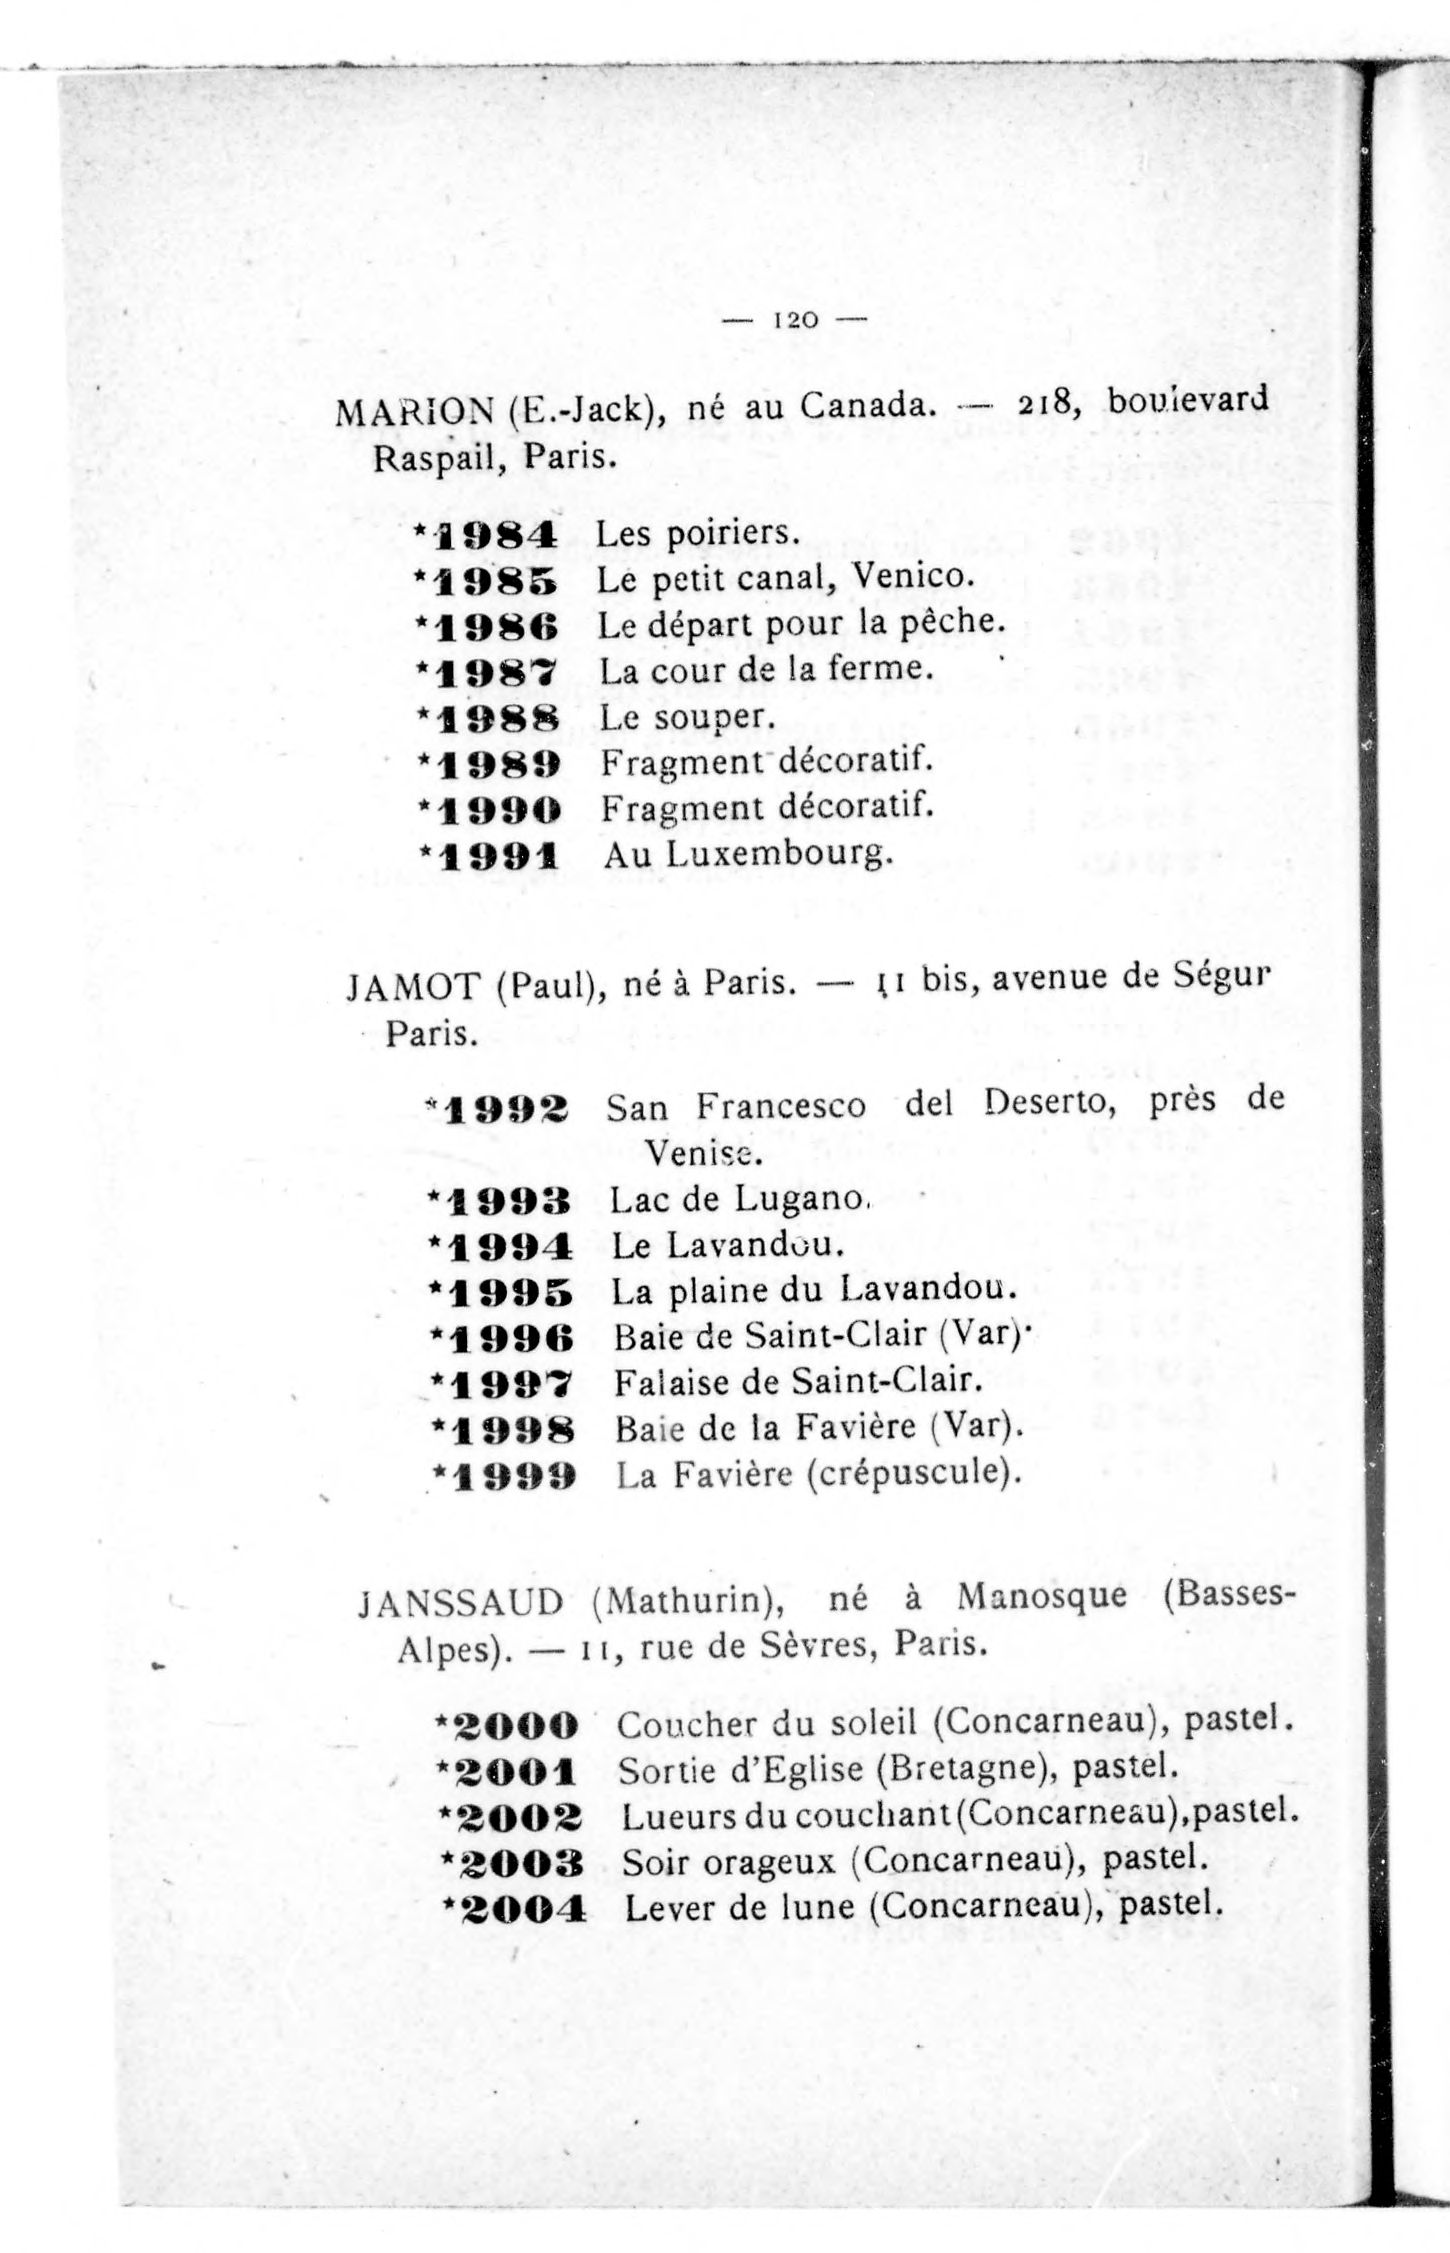 — 120 —
MARION (E.-Jack), né au Canada. — 218, boulevard
Raspail, Paris.
*1984 Les poiriers.
*1985 Le petit canal, Venico.
*1986 Le départ pour la pêche.
*1987 La cour de la ferme.
*1988 Le souper.
*1989 Fragment décoratif.
*1990 Fragment décoratif.
*1991 Au Luxembourg.
JAMOT (Paul), né à Paris. — 11 bis, avenue de Ségur
Paris.
*1992 San Francesco del Deserto, près de
Venise.
*1993 Lac de Lugano.
*1994 Le Lavandou.
*1995 La plaine du Lavandou.
*1996 Baie de Saint-Clair (Var).
*1997 Falaise de Saint-Clair.
*1998 Baie de la Favière (Var).
*1999 La Favière (crépuscule).
JANSSAUD (Mathurin), né à Manosque (Basses-
Alpes). — 11, rue de Sèvres, Paris.
*2000 Coucher du soleil (Concarneau), pastel.
*2001 Sortie d'Eglise (Bretagne), pastel.
*2002 Lueurs du couchant (Concarneau), pastel.
*2003 Soir orageux (Concarneau), pastel.
*2004 Lever de lune (Concarneau), pastel.